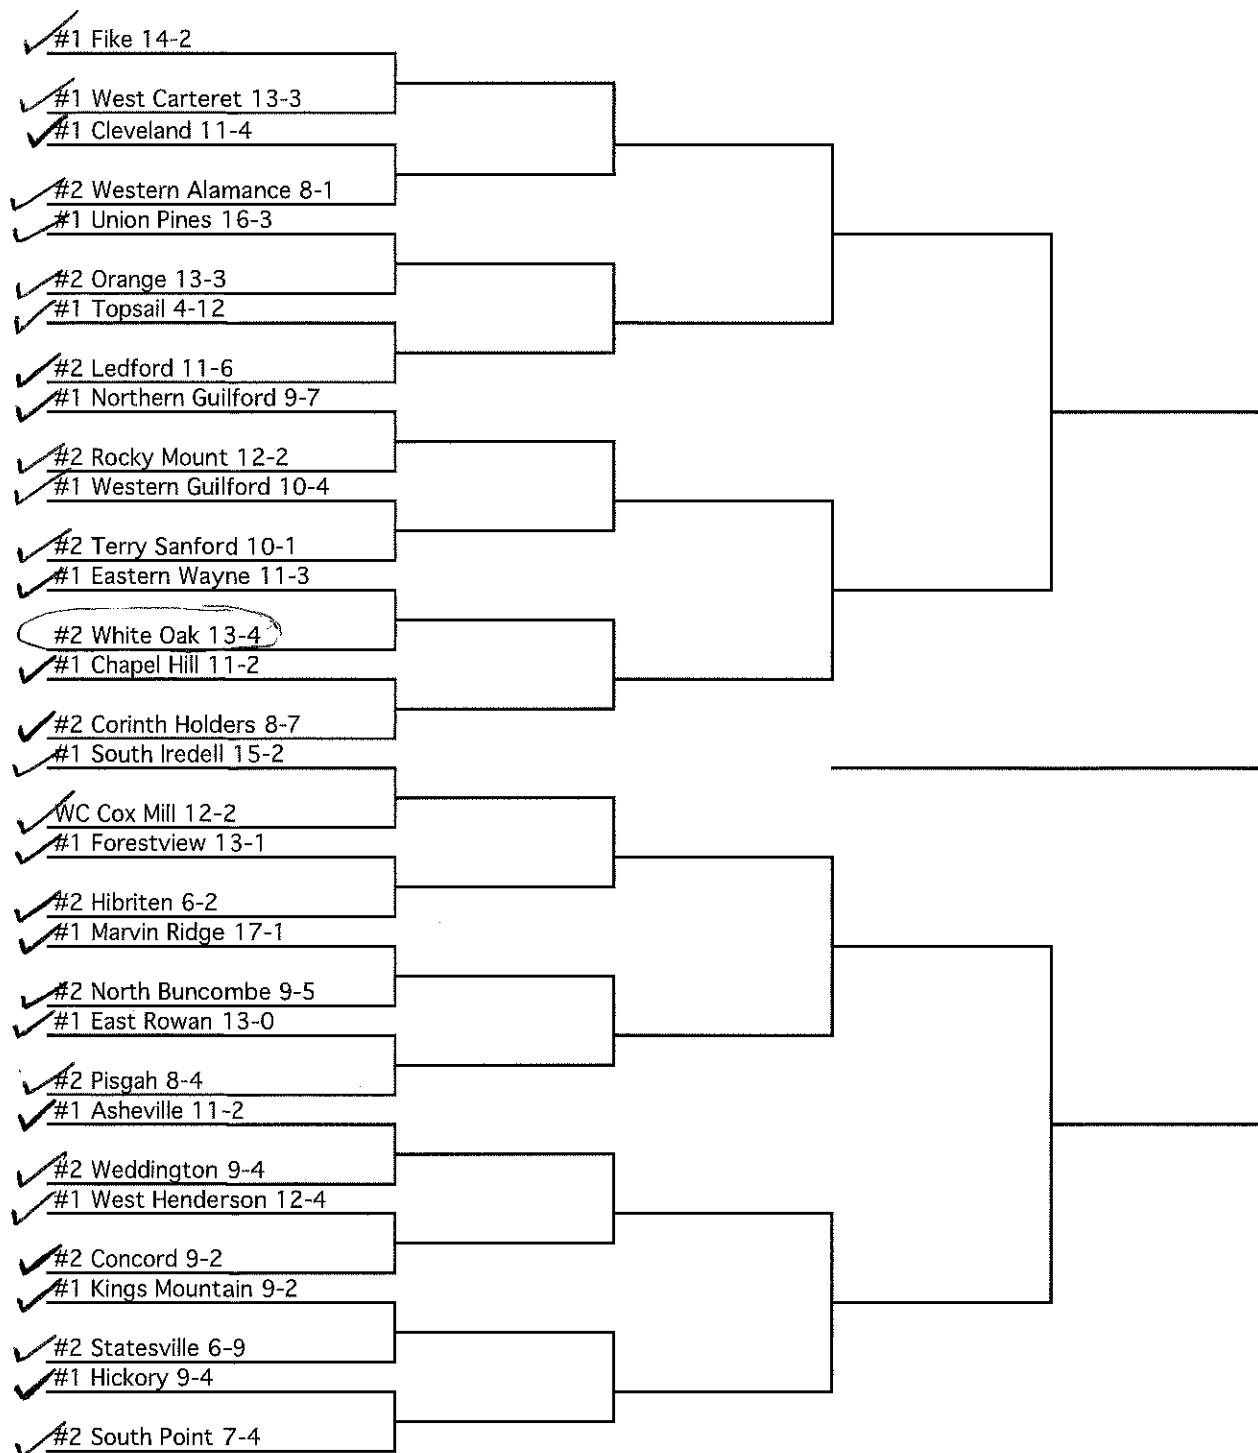 #1 Fike 14-2
#1 West Carteret 13-3
#1 Cleveland 11-4
#2 Western Alamance 8-1
#1 Union Pines 16-3
#2 Orange 13-3
#1 Topsail 4-12
#2 Ledford 11-6
#1 Northern Guilford 9-7
#2 Rocky Mount 12-2
#1 Western Guilford 10-4
#2 Terry Sanford 10-1
#1 Eastern Wayne 11-3
#2 White Oak 13-4
#1 Chapel Hill 11-2
#2 Corinth Holders 8-7
#1 South Iredell 15-2
WC Cox Mill 12-2
#1 Forestview 13-1
#2 Hibriten 6-2
#1 Marvin Ridge 17-1
#2 North Buncombe 9-5
#1 East Rowan 13-0
#2 Pisgah 8-4
#1 Asheville 11-2
#2 Weddington 9-4
#1 West Henderson 12-4
#2 Concord 9-2
#1 Kings Mountain 9-2
#2 Statesville 6-9
#1 Hickory 9-4
#2 South Point 7-4